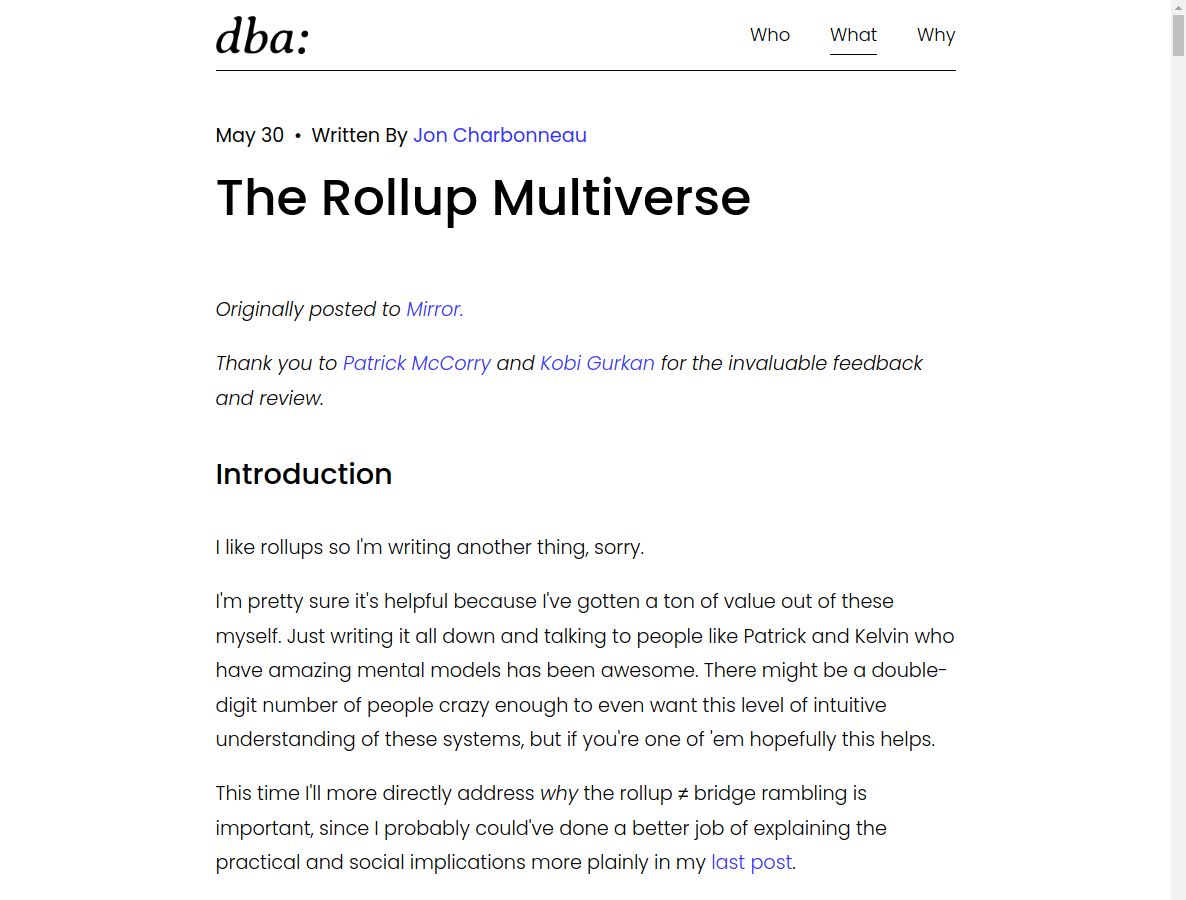 dba:
Who What Why
May 30 • Written By Jon Charbonneau
The Rollup Multiverse
Originally posted to Mirror.
Thank you to Patrick McCorry and Kobi Gurkan for the invaluable feedback
and review.
Introduction
I like rollups so I'm writing another thing, sorry.
I'm pretty sure it's helpful because I've gotten a ton of value out of these
myself. Just writing it all down and talking to people like Patrick and Kelvin who
have amazing mental models has been awesome. There might be a double-
digit number of people crazy enough to even want this level of intuitive
understanding of these systems, but if you're one of 'em hopefully this helps.
This time I'll more directly address why the rollup ≠ bridge rambling is
important, since I probably could've done a better job of explaining the
practical and social implications more plainly in my last post.